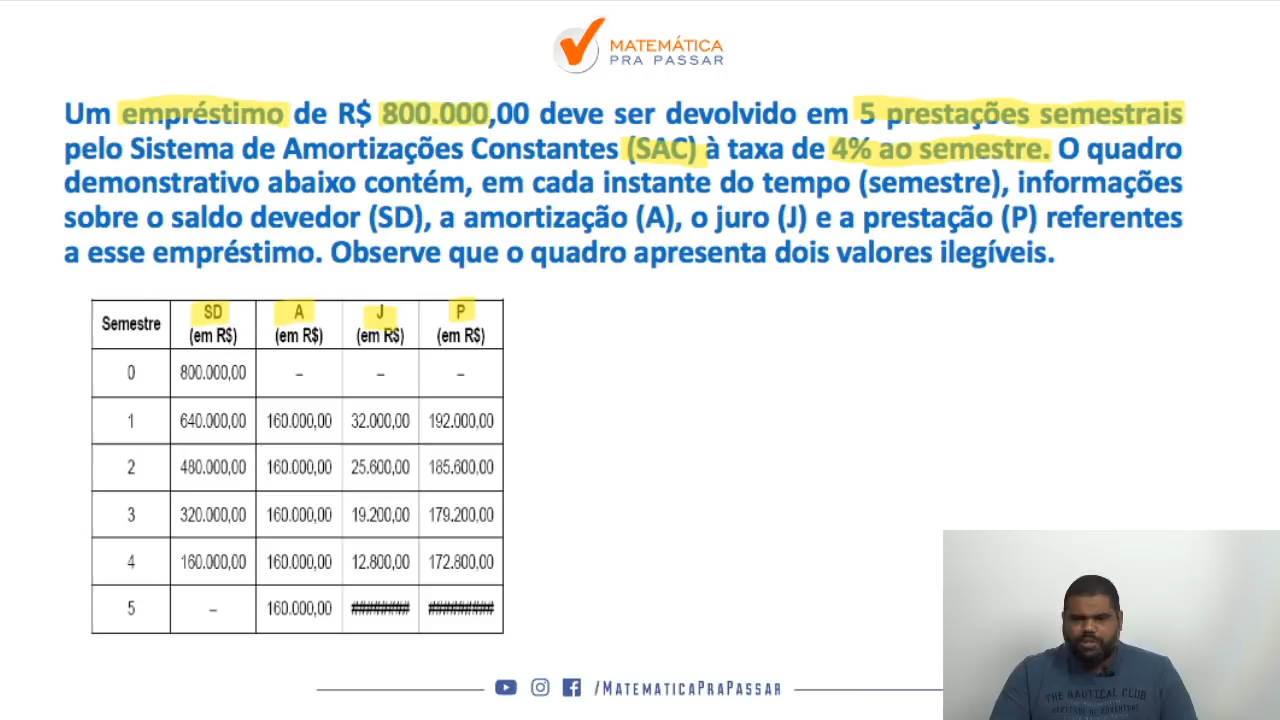 MATEMÁTICA
PRA PASSAR
Um empréstimo de R$ 800.000,00 deve ser devolvido em 5 prestações semestrais
pelo Sistema de Amortizações Constantes (SAC) à taxa de 4% ao semestre. O quadro
demonstrativo abaixo contém, em cada instante do tempo (semestre), informações
sobre o saldo devedor (SD), a amortização (A), o juro (J) e a prestação (P) referentes
a esse empréstimo. Observe que o quadro apresenta dois valores ilegíveis.
Semestre SD (em R$) A (em R$) J (em R$) P (em R$)
0 800.000,00 – – –
1 640.000,00 160.000,00 32.000,00 192.000,00
2 480.000,00 160.000,00 25.600,00 185.600,00
3 320.000,00 160.000,00 19.200,00 179.200,00
4 160.000,00 160.000,00 12.800,00 172.800,00
5 – 160.000,00 ######### ##########
/MATEMATICAPRAPASSAR
THE NAUTICAL CLUB